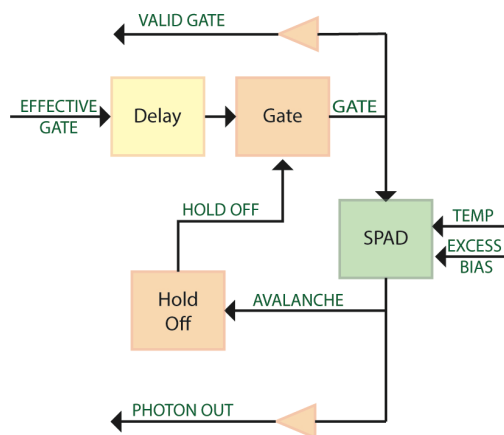 VALID GATE
EFFECTIVE
GATE
Delay
Gate
GATE
HOLD OFF
SPAD
TEMP
EXCESS
BIAS
Hold
Off
AVALANCHE
PHOTON OUT